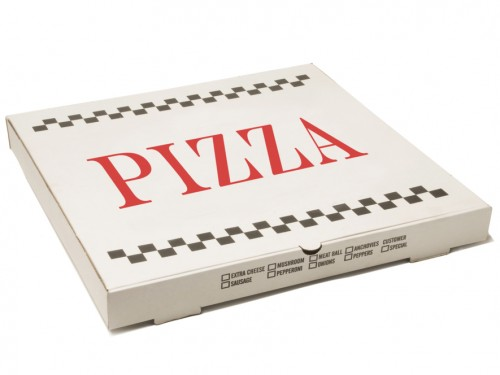 PIZZA
EXTRA CHEESE MUSHROOM MEAT BALL ANCHOVIES CUSTOMER
SAUSAGE PEPPERONI ONIONS PEPPERS SPECIAL